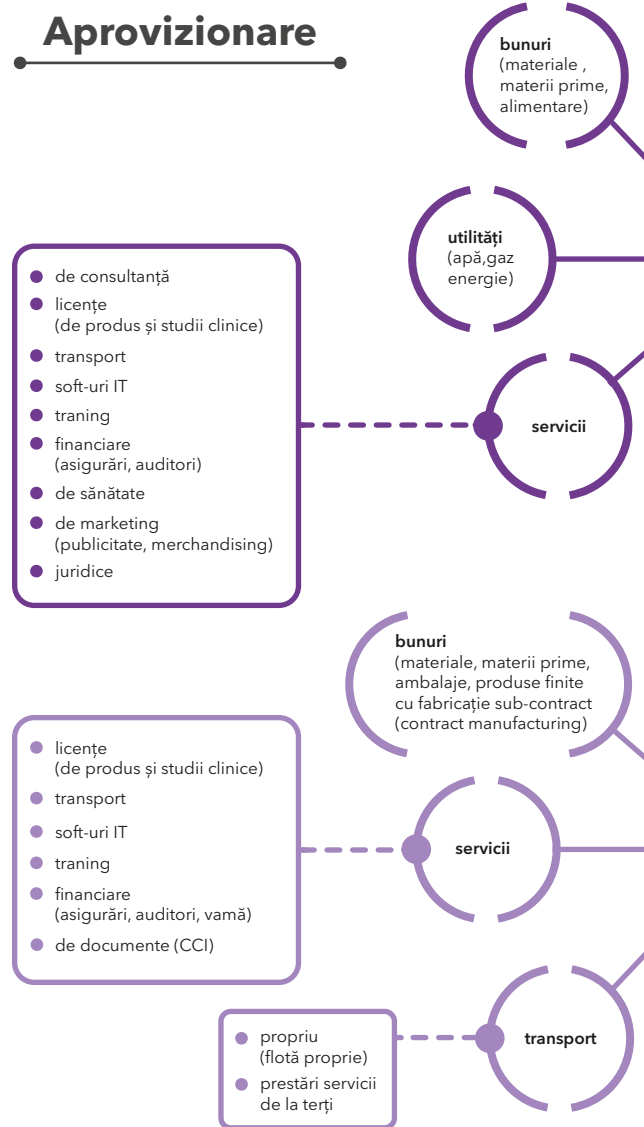 Aprovizionare
bunuri
(materiale ,
materii prime,
alimentare)
utilități
(apă,gaz
energie)
de consultanță
licențe
(de produs și studii clinice)
transport
soft-uri IT
traning
financiare
(asigurări, auditori)
de sănătate
de marketing
(publicitate, merchandising)
juridice
servicii
bunuri
(materiale, materii prime,
ambalaje, produse finite
cu fabricație sub-contract
(contract manufacturing)
licențe
(de produs și studii clinice)
transport
soft-uri IT
traning
financiare
(asigurări, auditori, vamă)
de documente (CCI)
servicii
propriu
(flotă proprie)
prestări servicii
de la terți
transport